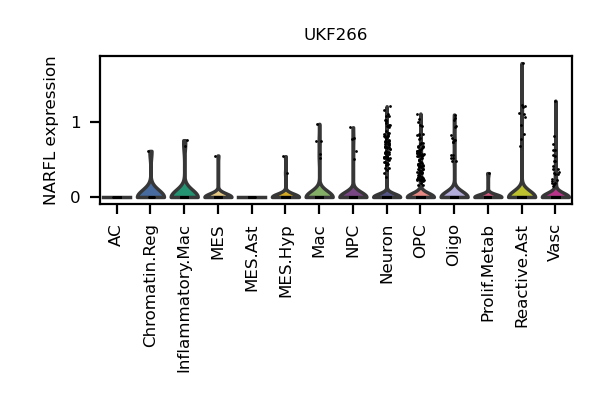 UKF266
NARFL expression
1
0
AC
Chromatin.Reg
Inflammatory.Mac
MES
MES.Ast
MES.Hyp
Mac
NPC
Neuron
OPC
Oligo
Prolif.Metab
Reactive.Ast
Vasc